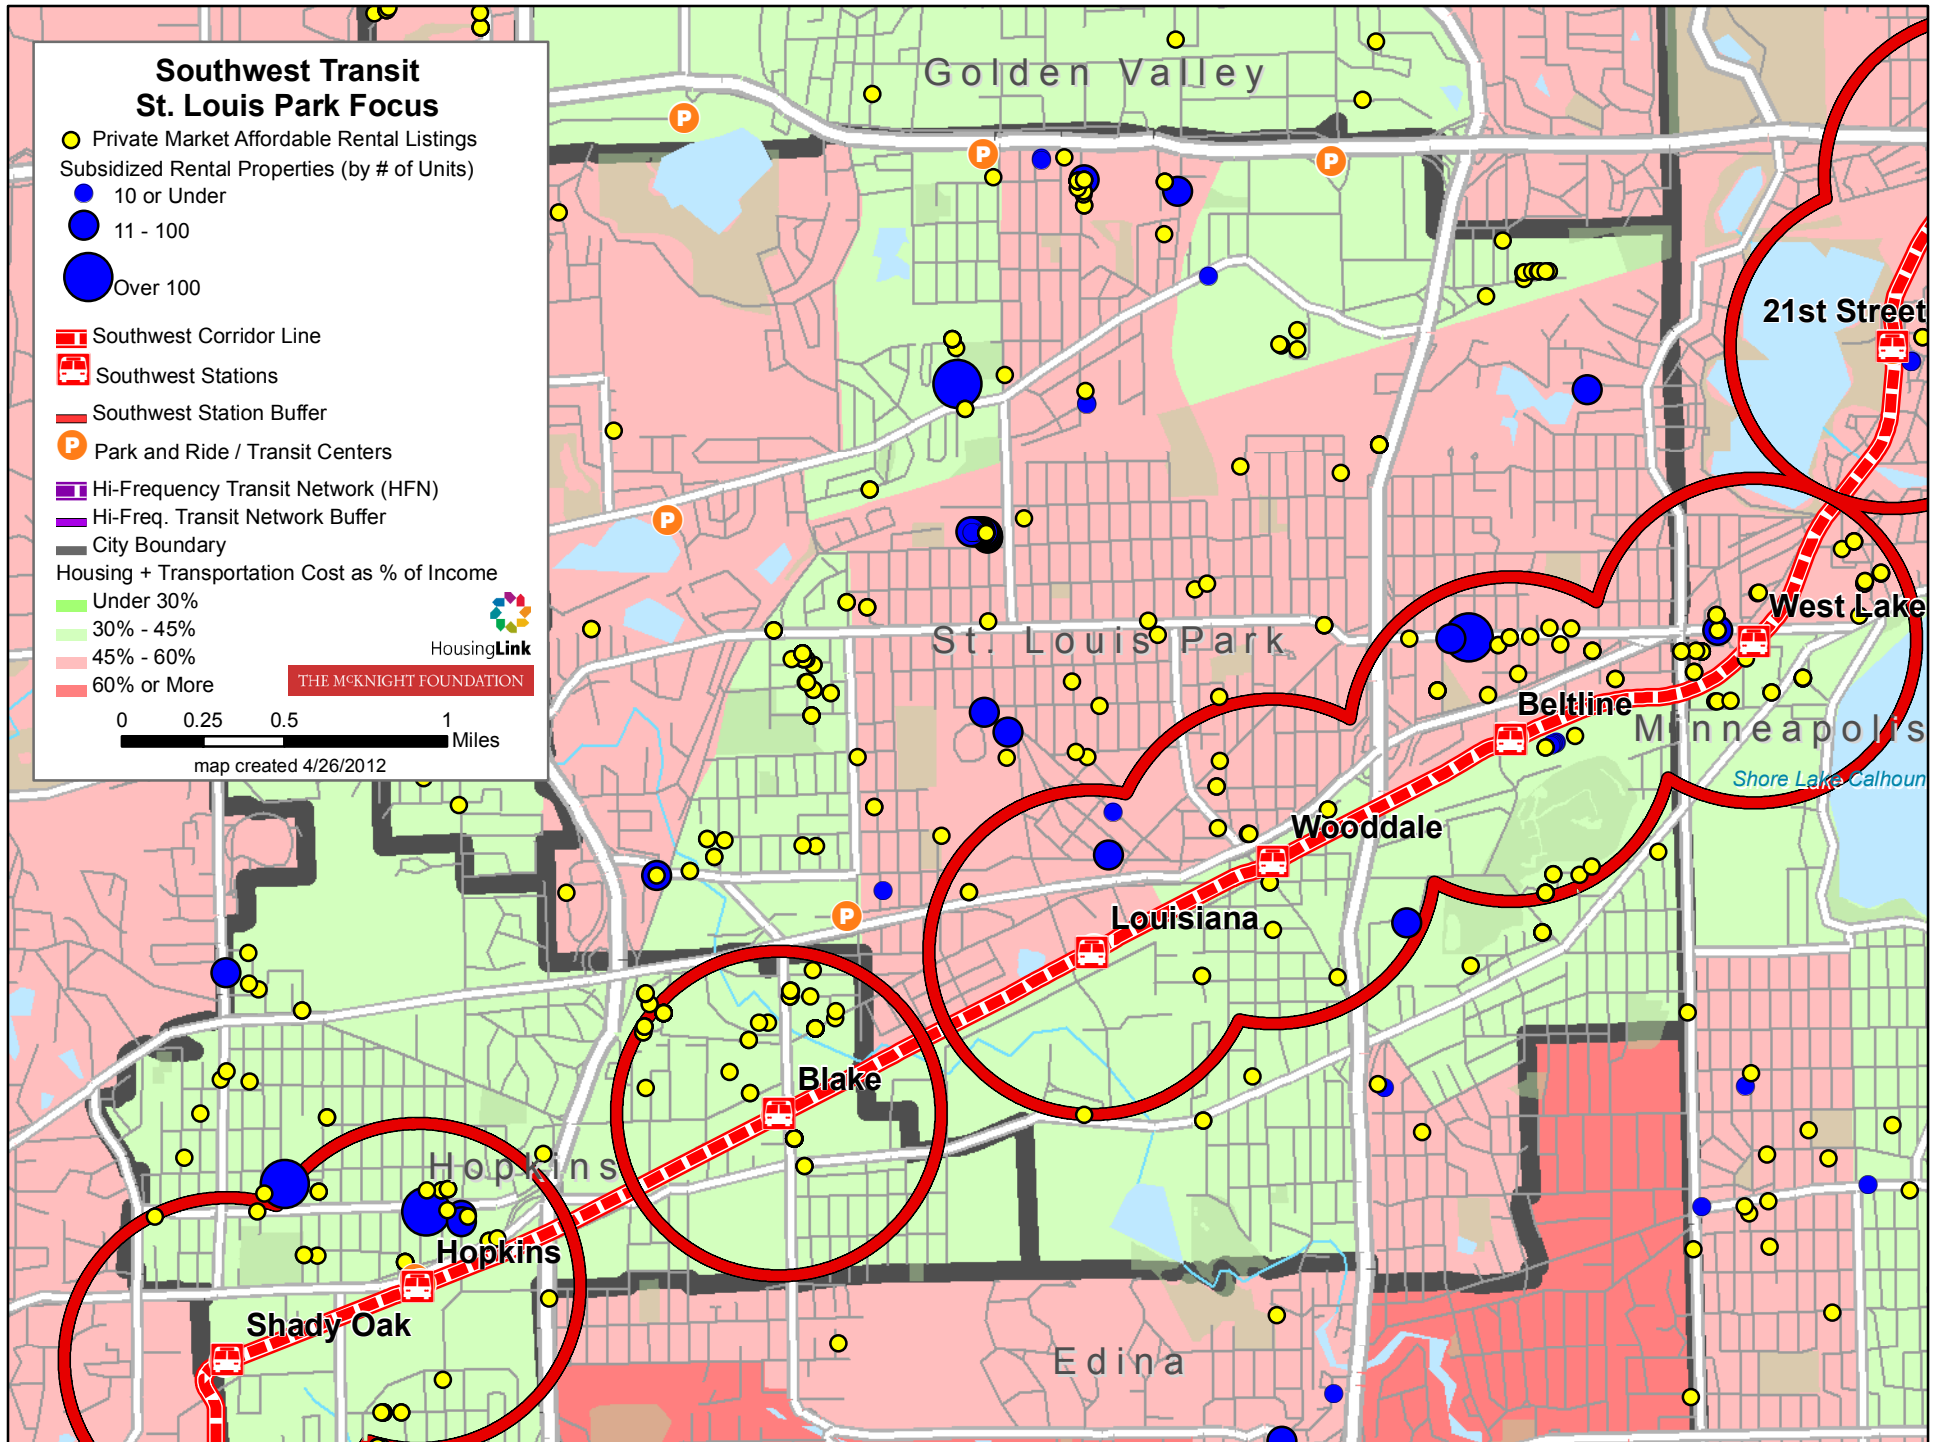 Southwest Transit
St. Louis Park Focus
Private Market Affordable Rental Listings
Subsidized Rental Properties (by # of Units)
10 or Under
11 - 100
Over 100
Southwest Corridor Line
Southwest Stations
Southwest Station Buffer
P Park and Ride / Transit Centers
Hi-Frequency Transit Network (HFN)
Hi-Freq. Transit Network Buffer
City Boundary
Housing + Transportation Cost as % of Income
Under 30%
30% - 45%
45% - 60%
60% or More
HousingLink
THE McKNIGHT FOUNDATION
0 0.25 0.5 1
Miles
map created 4/26/2012
Golden Valley
P
P
P
21st Street
P
West Lake
St. Louis Park
Beltline
Minneapolis
Shore Lake Calhoun
Wooddale
P
Louisiana
Blake
Hopkins
Hopkins
Shady Oak
Edina